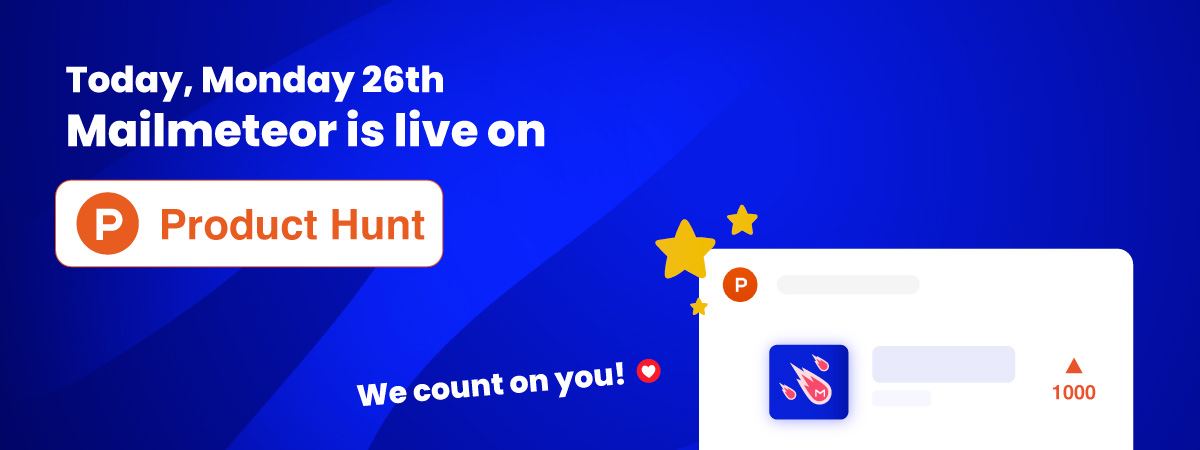 Today, Monday 26th
Mailmeteor is live on
P Product Hunt
We count on you!
P
M
1000